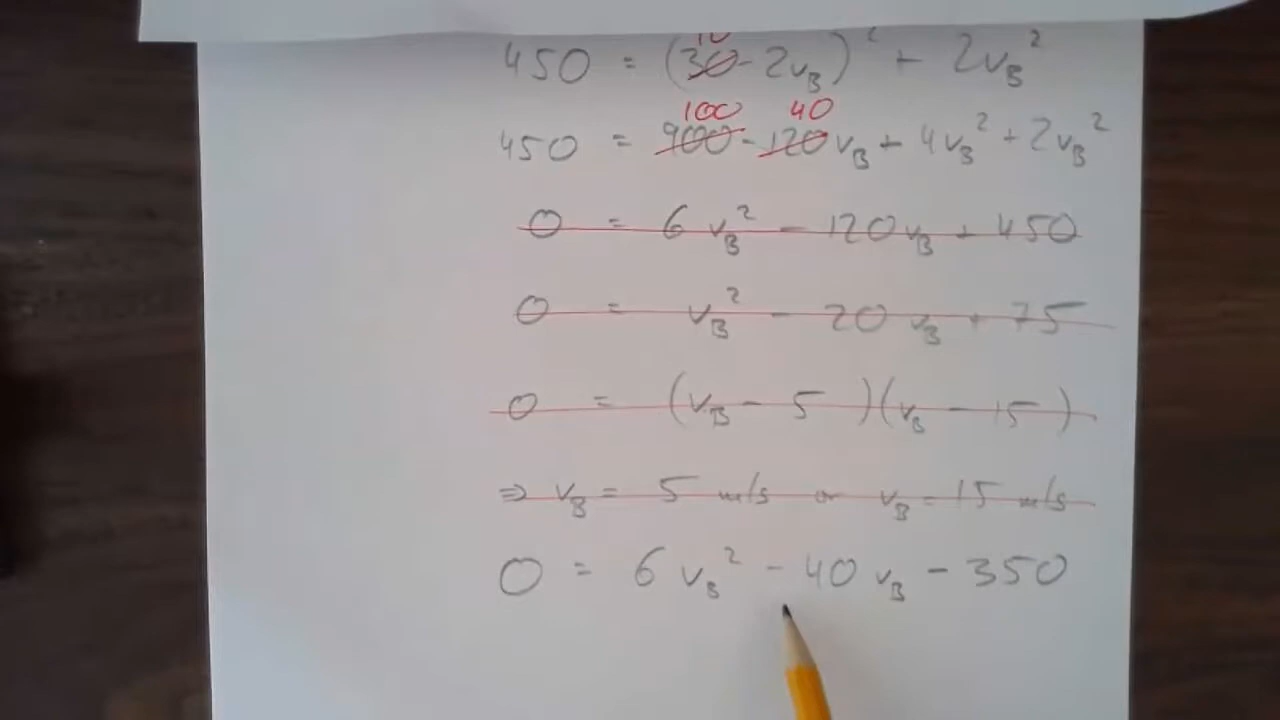 10
450 = (30 - 2v_B)² + 2v_B²
100 40
450 = 900 - 120v_B + 4v_B² + 2v_B²
0 = 6v_B² - 120v_B + 450
0 = v_B² - 20v_B + 75
0 = (v_B - 5)(v_B - 15)
⇒ v_B = 5 m/s or v_B = 15 m/s
0 = 6v_B² - 40v_B - 350